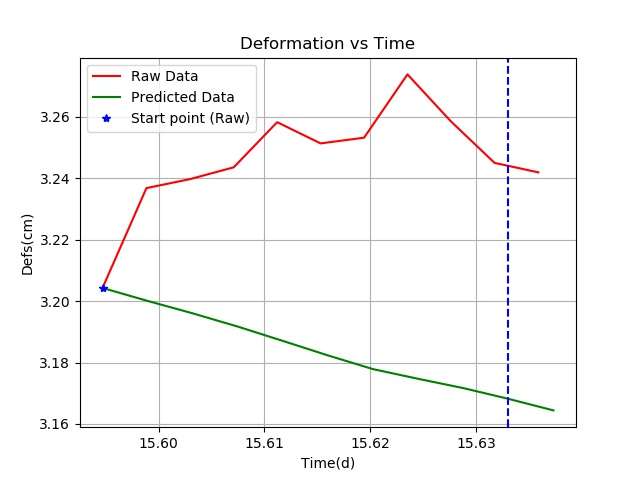 Deformation vs Time
Raw Data
Predicted Data
Start point (Raw)
3.26
3.24
3.22
3.20
3.18
3.16
Defs(cm)
15.60 15.61 15.62 15.63
Time(d)